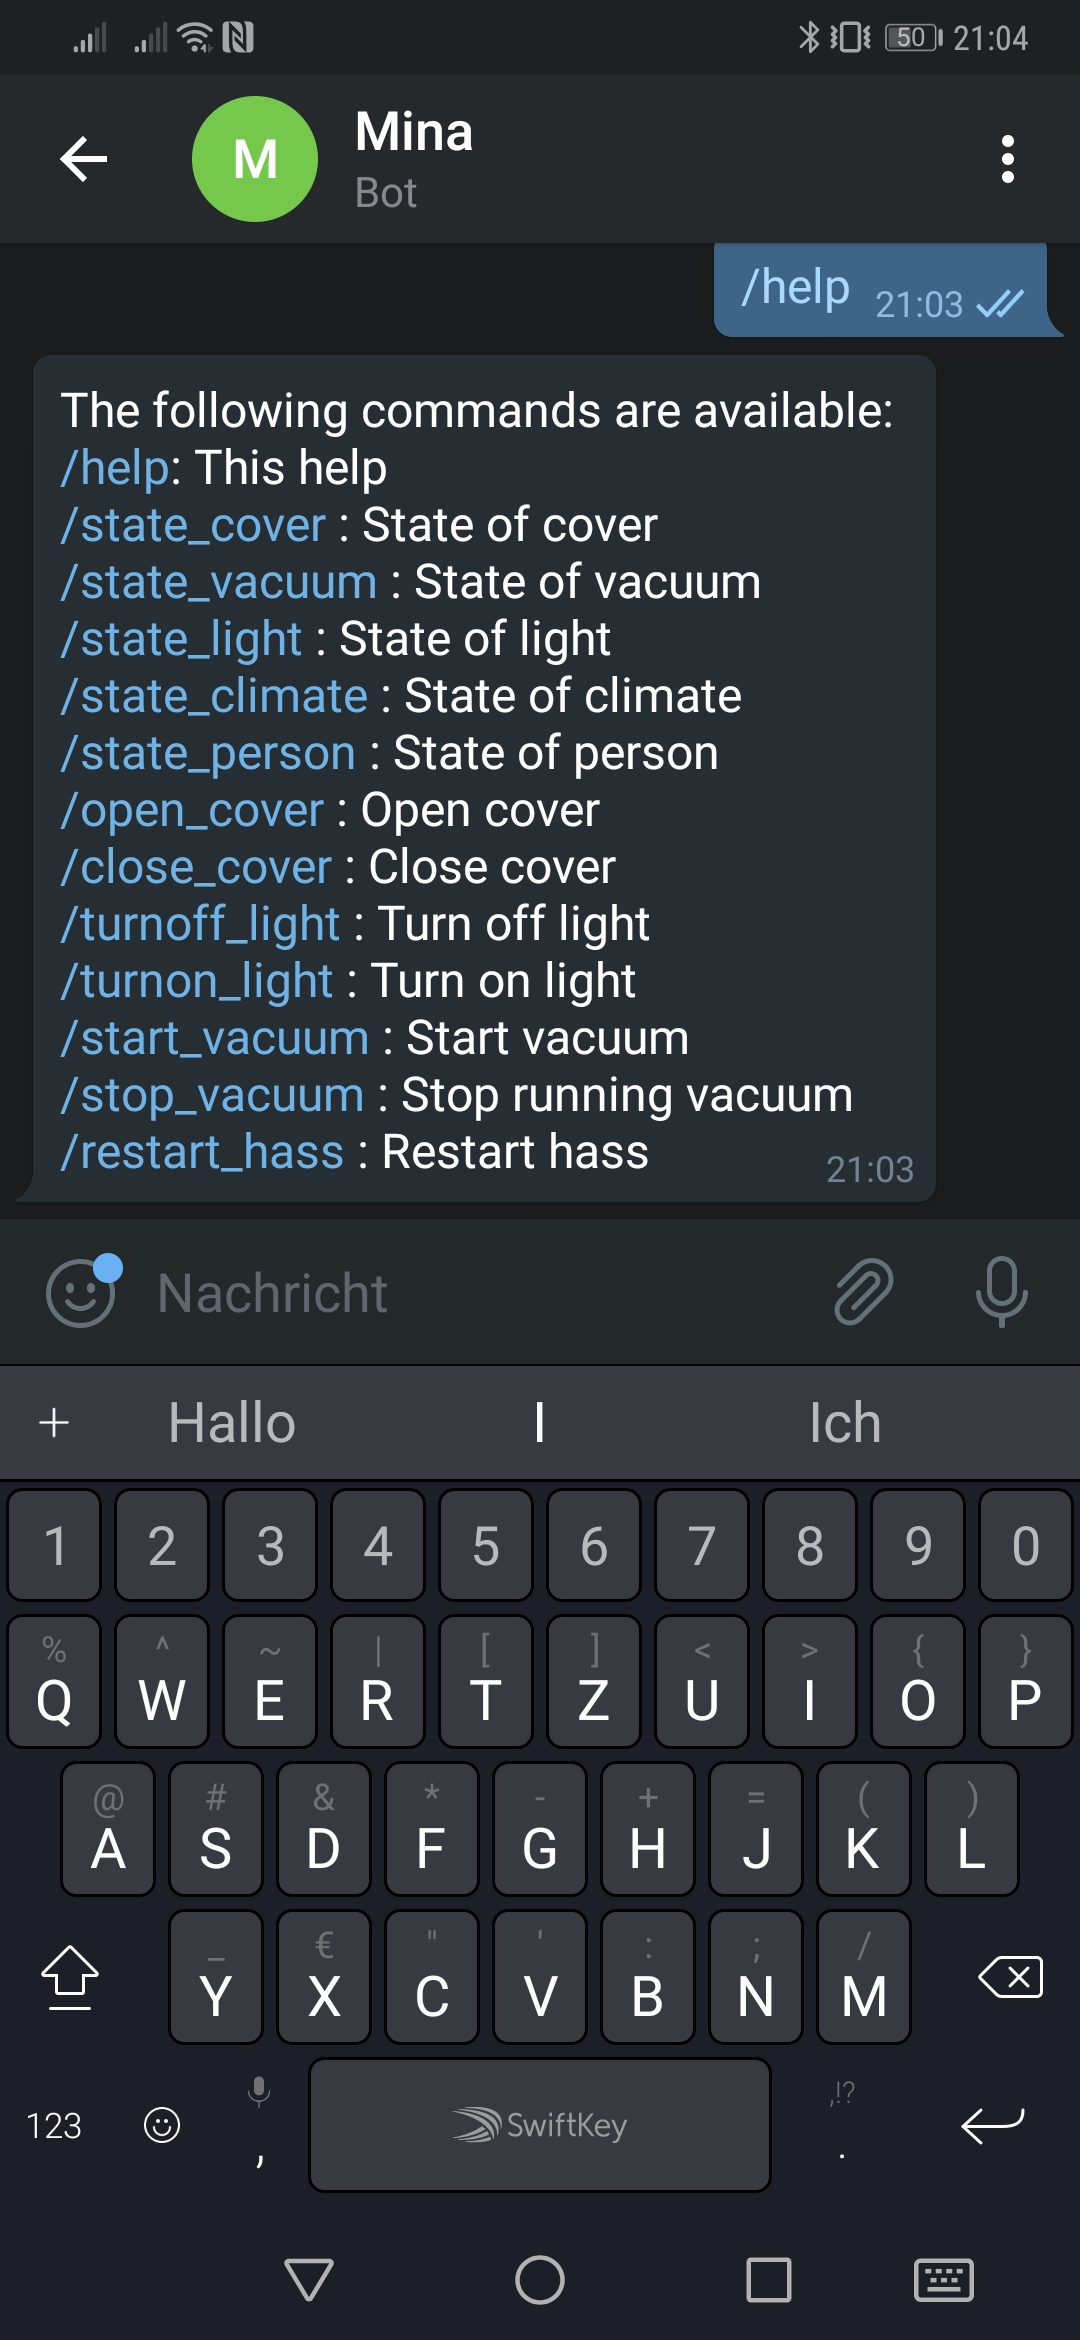 50 21:04
M
Mina
Bot
/help 21:03
The following commands are available:
/help: This help
/state_cover : State of cover
/state_vacuum : State of vacuum
/state_light : State of light
/state_climate : State of climate
/state_person : State of person
/open_cover : Open cover
/close_cover : Close cover
/turnoff_light : Turn off light
/turnon_light : Turn on light
/start_vacuum : Start vacuum
/stop_vacuum : Stop running vacuum
/restart_hass : Restart hass
21:03
Nachricht
+ Hallo I Ich
1 2 3 4 5 6 7 8 9 0
% ^ ~ | [ ] < > { }
Q W E R T Z U I O P
@ # & * - + = ( )
A S D F G H J K L
_ € " ' : ; /
Y X C V B N M
,!?
123 , SwiftKey .